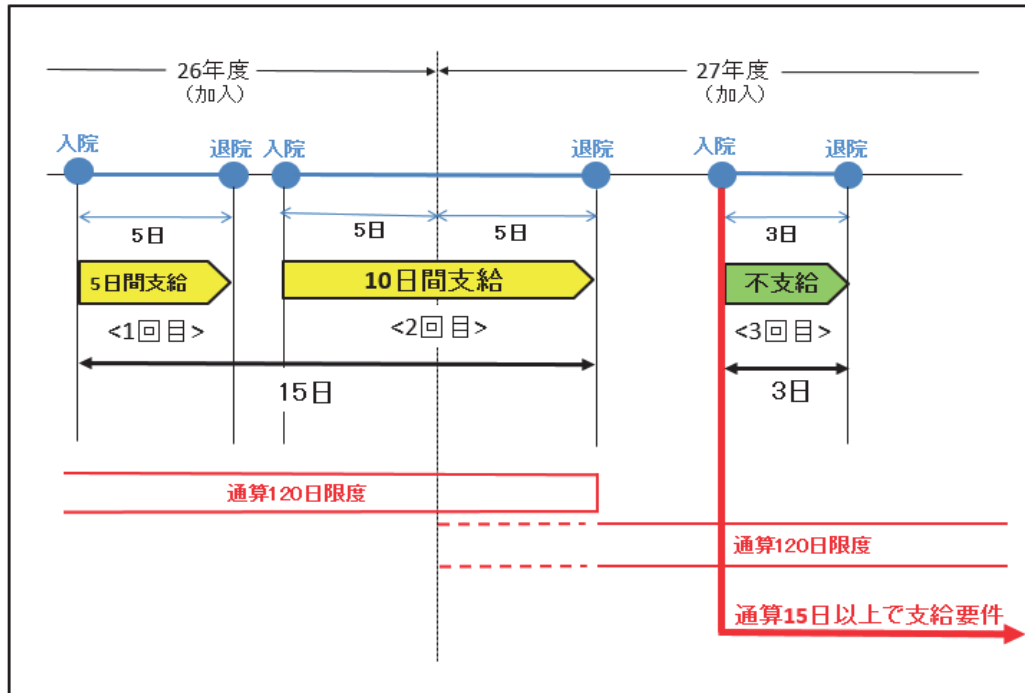 26年度
(加入)
27年度
(加入)
入院
退院
入院
退院
入院
退院
5日
5日
5日
3日
5日間支給
10日間支給
不支給
<1回目>
<2回目>
<3回目>
15日
3日
通算120日限度
通算120日限度
通算15日以上で支給要件